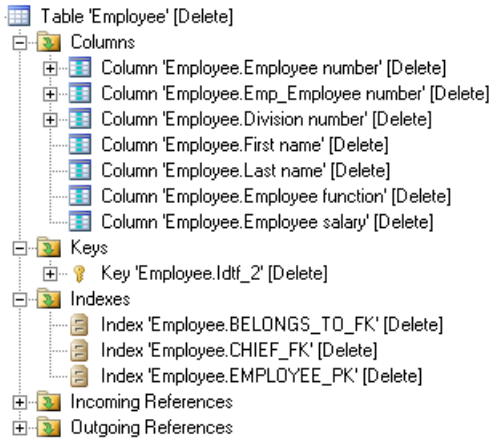 Table 'Employee' [Delete]
Columns
Column 'Employee.Employee number' [Delete]
Column 'Employee.Emp_Employee number' [Delete]
Column 'Employee.Division number' [Delete]
Column 'Employee.First name' [Delete]
Column 'Employee.Last name' [Delete]
Column 'Employee.Employee function' [Delete]
Column 'Employee.Employee salary' [Delete]
Keys
Key 'Employee.Idtf_2' [Delete]
Indexes
Index 'Employee.BELONGS_TO_FK' [Delete]
Index 'Employee.CHIEF_FK' [Delete]
Index 'Employee.EMPLOYEE_PK' [Delete]
Incoming References
Outgoing References